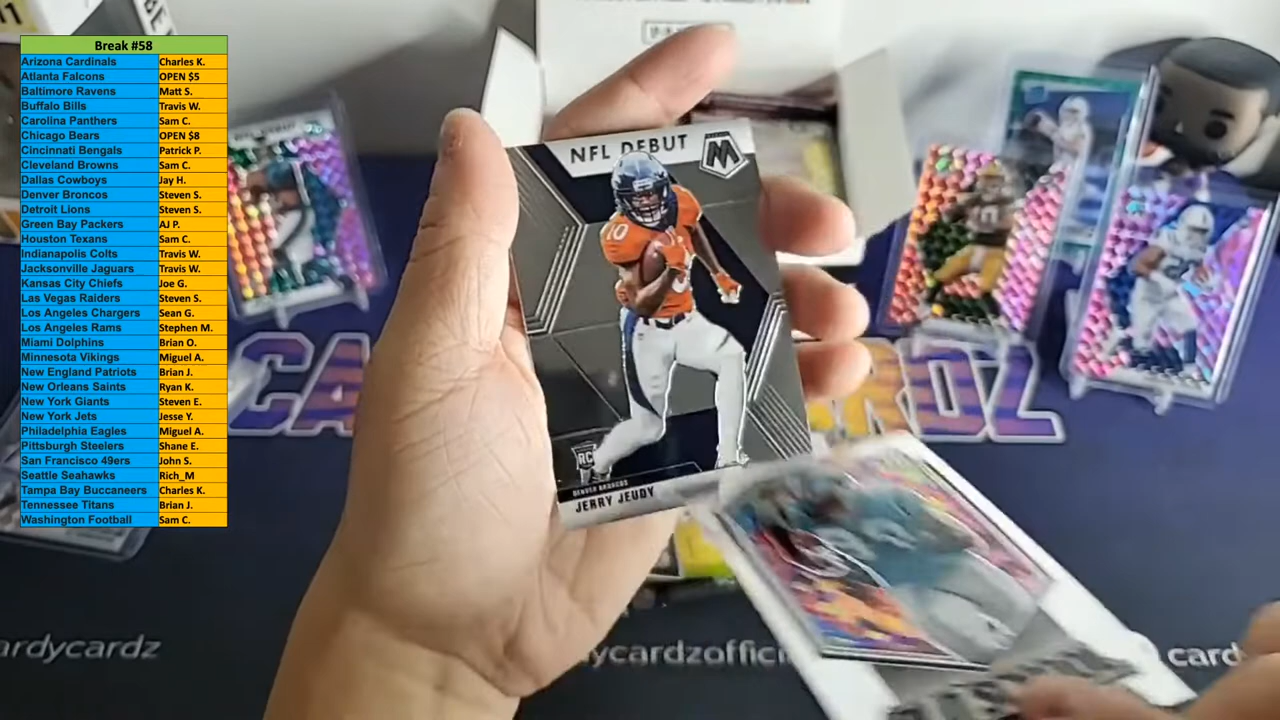 Break #58
Arizona Cardinals Charles K.
Atlanta Falcons OPEN $5
Baltimore Ravens Matt S.
Buffalo Bills Travis W.
Carolina Panthers Sam C.
Chicago Bears OPEN $8
Cincinnati Bengals Patrick P.
Cleveland Browns Sam C.
Dallas Cowboys Jay H.
Denver Broncos Steven S.
Detroit Lions Steven S.
Green Bay Packers AJ P.
Houston Texans Sam C.
Indianapolis Colts Travis W.
Jacksonville Jaguars Travis W.
Kansas City Chiefs Joe G.
Las Vegas Raiders Steven S.
Los Angeles Chargers Sean G.
Los Angeles Rams Stephen M.
Miami Dolphins Brian O.
Minnesota Vikings Miguel A.
New England Patriots Brian J.
New Orleans Saints Ryan K.
New York Giants Steven E.
New York Jets Jesse Y.
Philadelphia Eagles Miguel A.
Pittsburgh Steelers Shane E.
San Francisco 49ers John S.
Seattle Seahawks Rich_M
Tampa Bay Buccaneers Charles K.
Tennessee Titans Brian J.
Washington Football Sam C.
NFL DEBUT
M
10
RC
DENVER BRONCOS
JERRY JEUDY
CA
RDZ
ardycardz
ycardzoffici
card